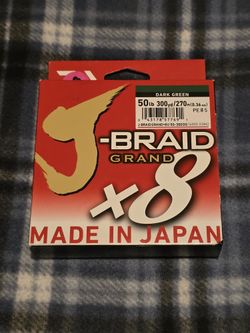 DARK GREEN
50lb 300yd/270m(0.36mm)
PE #5
J-BRAID
GRAND
x8
MADE IN JAPAN